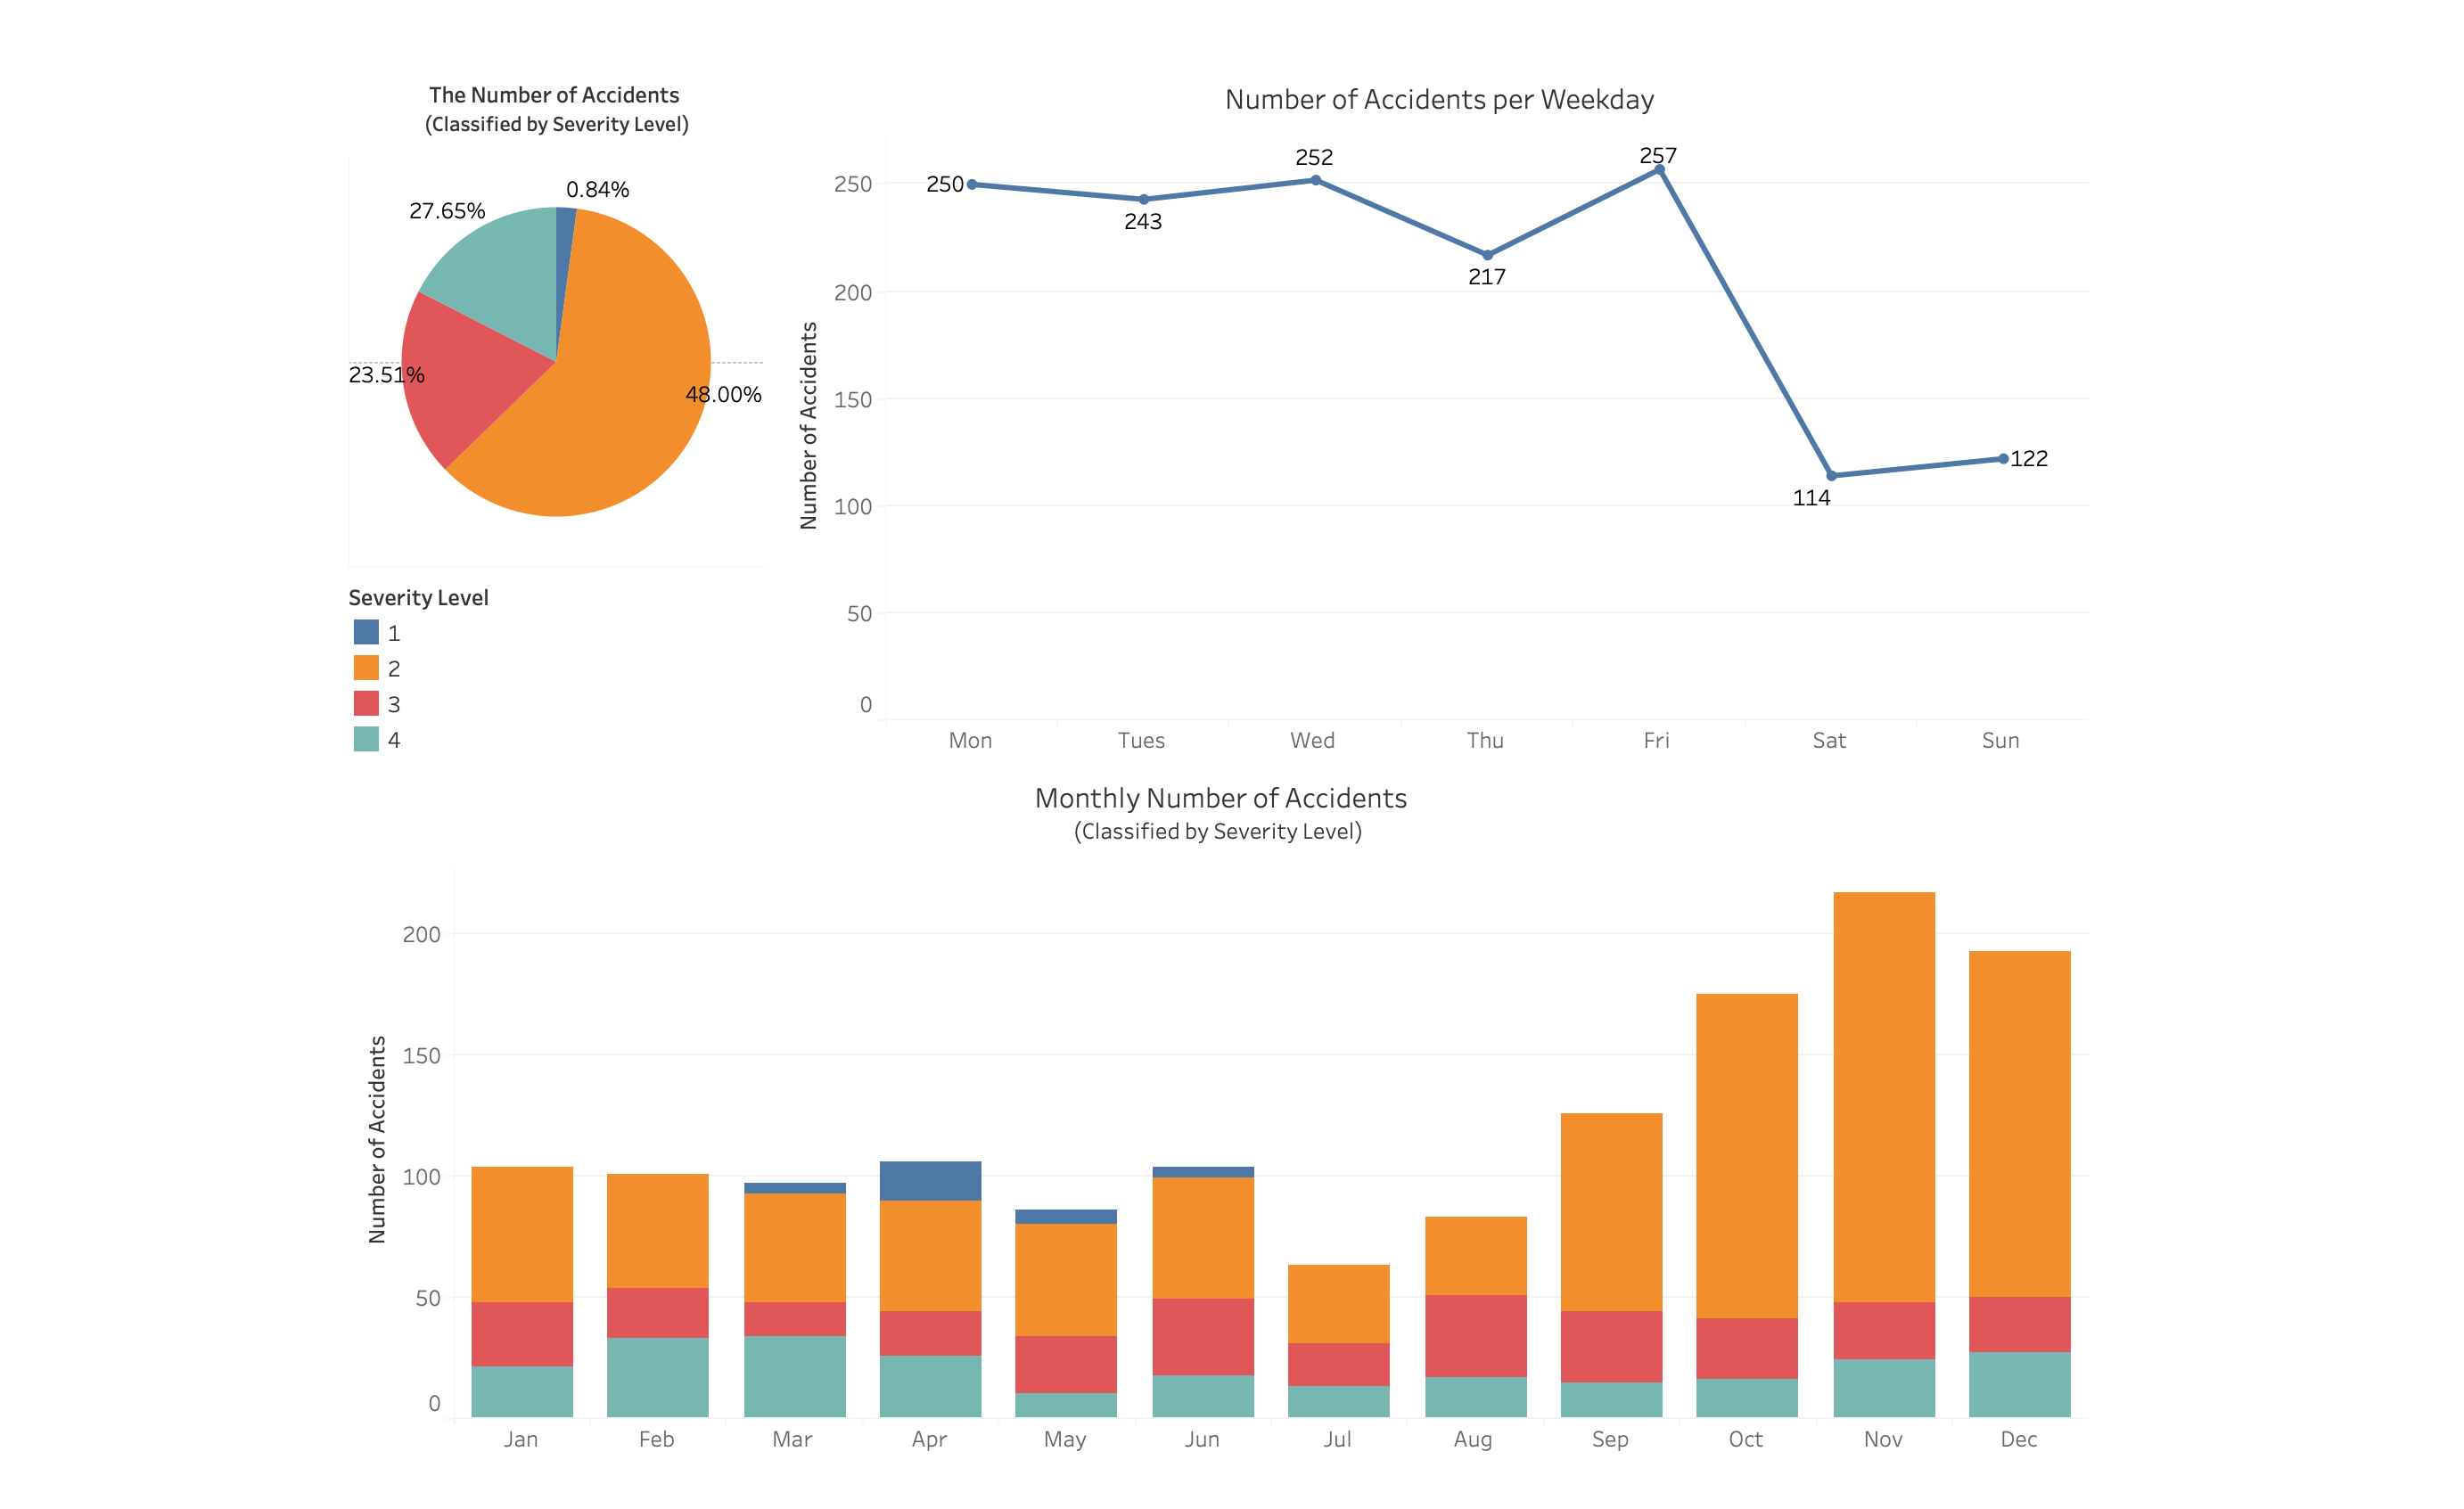 The Number of Accidents
(Classified by Severity Level)
0.84%
27.65%
23.51%
48.00%
Severity Level
1
2
3
4
Number of Accidents per Weekday
Number of Accidents
250
200
150
100
50
0
250
243
252
217
257
114
122
Mon
Tues
Wed
Thu
Fri
Sat
Sun
Monthly Number of Accidents
(Classified by Severity Level)
Number of Accidents
200
150
100
50
0
Jan
Feb
Mar
Apr
May
Jun
Jul
Aug
Sep
Oct
Nov
Dec